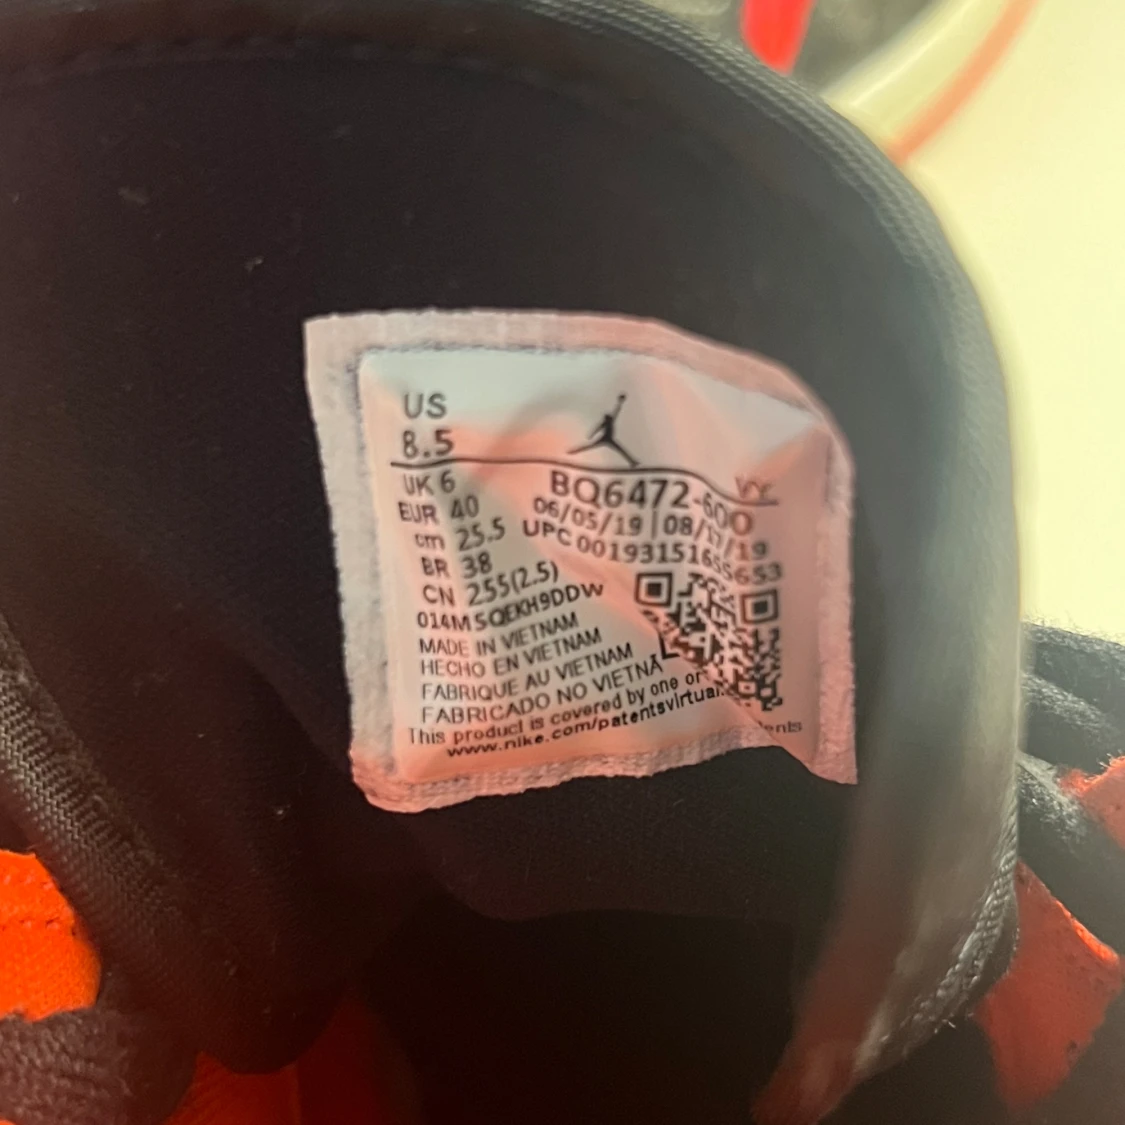 US
8.5
UK 6
EUR 40
cm 25.5
BR 38
CN 255(2.5)
VY
BQ6472-600
06/05/19 | 08/17/19
UPC 00193151655653
014M5QEKH9DDW
MADE IN VIETNAM
HECHO EN VIETNAM
FABRIQUE AU VIETNAM
FABRICADO NO VIETNÃ
This product is covered by one or
www.nike.com/patentsvirtual